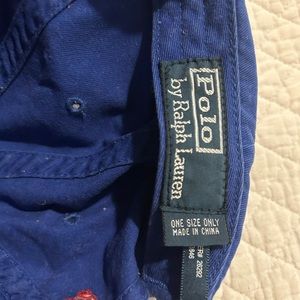 Polo
by Ralph Lauren
ONE SIZE ONLY
MADE IN CHINA